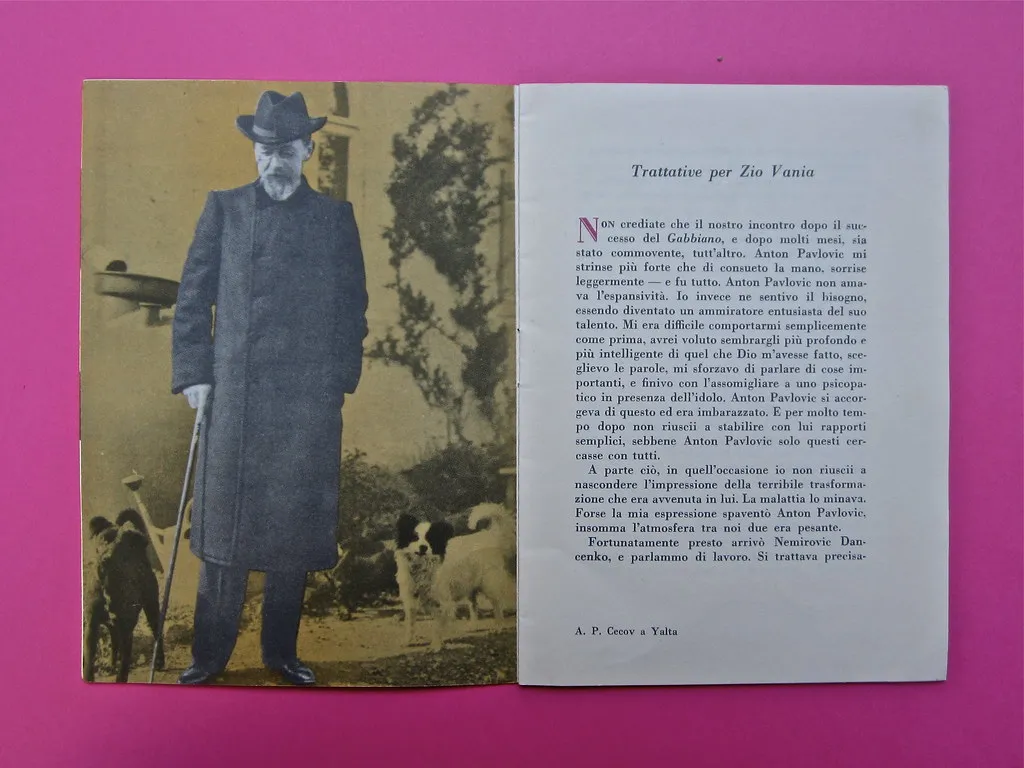 Trattative per Zio Vania
NON crediate che il nostro incontro dopo il suc-
cesso del Gabbiano, e dopo molti mesi, sia
stato commovente, tutt'altro. Anton Pavlovic mi
strinse più forte che di consueto la mano, sorrise
leggermente — e fu tutto. Anton Pavlovic non ama-
va l'espansività. Io invece ne sentivo il bisogno,
essendo diventato un ammiratore entusiasta del suo
talento. Mi era difficile comportarmi semplicemente
come prima, avrei voluto sembrargli più profondo e
più intelligente di quel che Dio m'avesse fatto, sce-
glievo le parole, mi sforzavo di parlare di cose im-
portanti, e finivo con l'assomigliare a uno psicopa-
tico in presenza dell'idolo. Anton Pavlovic si accor-
geva di questo ed era imbarazzato. E per molto tem-
po dopo non riuscii a stabilire con lui rapporti
semplici, sebbene Anton Pavlovic solo questi cer-
casse con tutti.
A parte ciò, in quell'occasione io non riuscii a
nascondere l'impressione della terribile trasforma-
zione che era avvenuta in lui. La malattia lo minava.
Forse la mia espressione spaventò Anton Pavlovic,
insomma l'atmosfera tra noi due era pesante.
Fortunatamente presto arrivò Nemirovic Dan-
cenko, e parlammo di lavoro. Si trattava precisa-
A. P. Cecov a Yalta